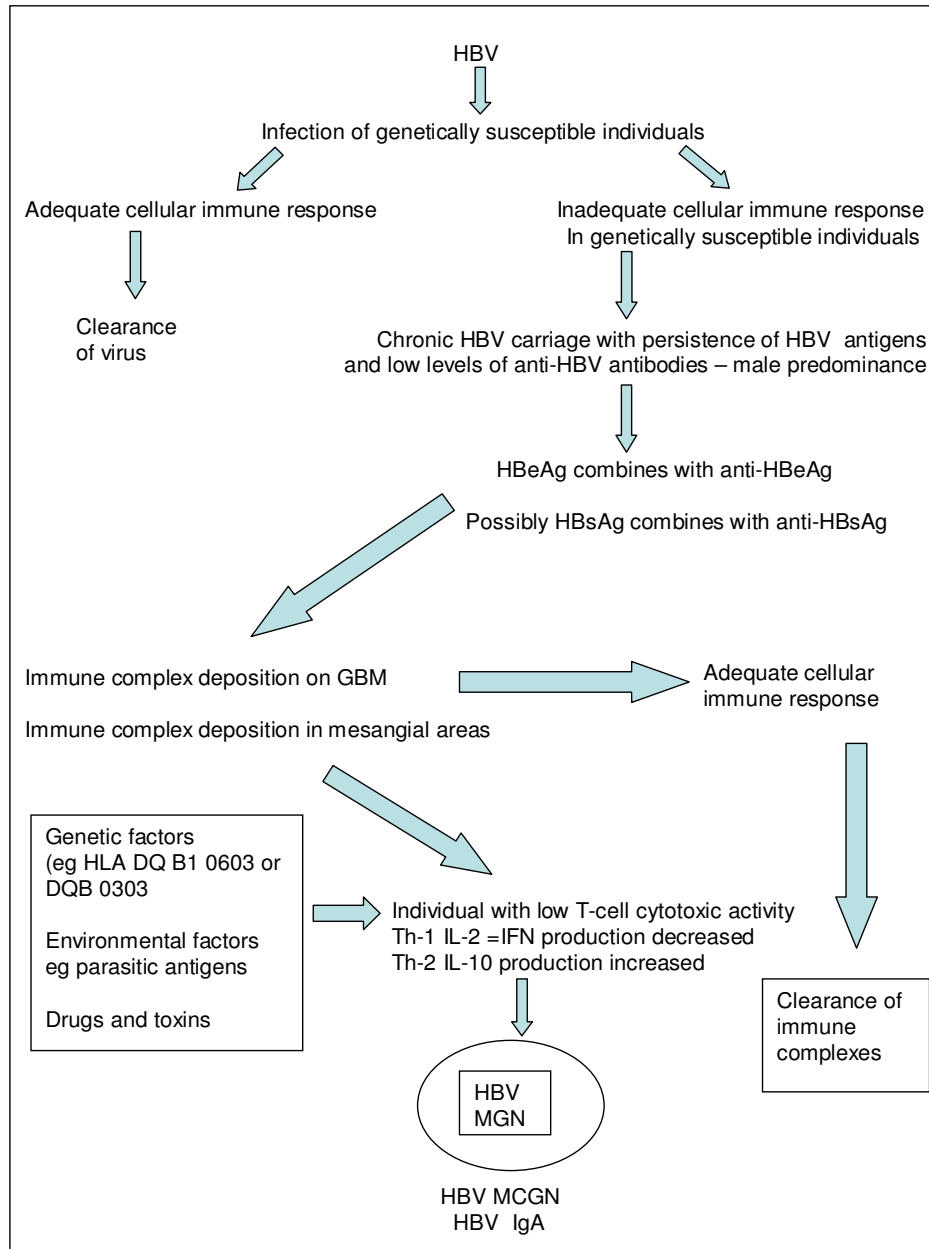 HBV
Infection of genetically susceptible individuals
Adequate cellular immune response
Inadequate cellular immune response
In genetically susceptible individuals
Clearance
of virus
Chronic HBV carriage with persistence of HBV antigens
and low levels of anti-HBV antibodies – male predominance
HBeAg combines with anti-HBeAg
Possibly HBsAg combines with anti-HBsAg
Immune complex deposition on GBM
Immune complex deposition in mesangial areas
Adequate cellular
immune response
Genetic factors
(eg HLA DQ B1 0603 or
DQB 0303
Environmental factors
eg parasitic antigens
Drugs and toxins
Individual with low T-cell cytotoxic activity
Th-1 IL-2 =IFN production decreased
Th-2 IL-10 production increased
Clearance of
immune
complexes
HBV
MGN
HBV MCGN
HBV IgA